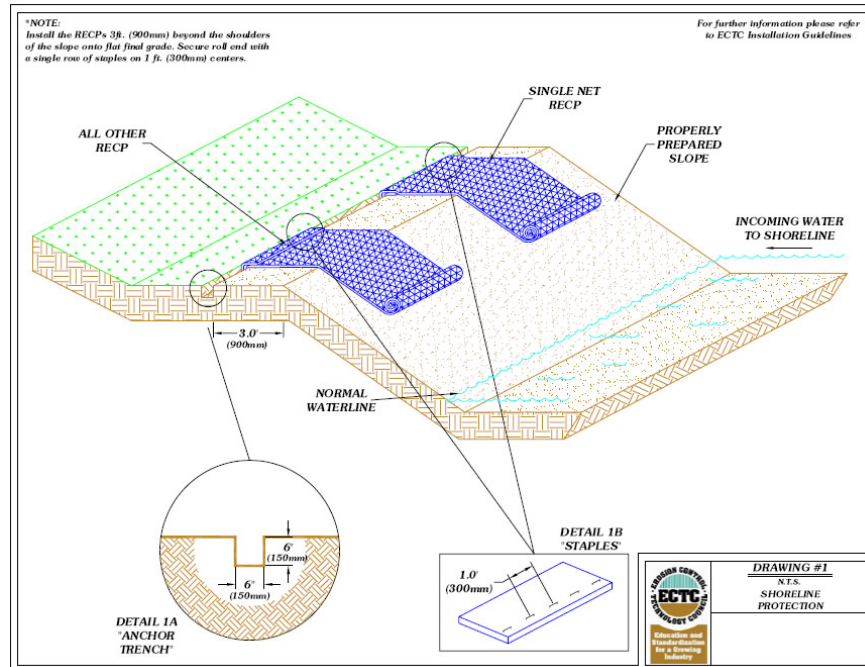 *NOTE:
Install the RECPs 3ft. (900mm) beyond the shoulders
of the slope onto flat final grade. Secure roll end with
a single row of staples on 1 ft. (300mm) centers.
For further information please refer
to ECTC Installation Guidelines
SINGLE NET
RECP
ALL OTHER
RECP
PROPERLY
PREPARED
SLOPE
INCOMING WATER
TO SHORELINE
3.0'
(900mm)
NORMAL
WATERLINE
6"
(150mm)
6"
(150mm)
DETAIL 1A
"ANCHOR
TRENCH"
DETAIL 1B
"STAPLES"
1.0'
(300mm)
EROSION CONTROL
TECHNOLOGY COUNCIL
ECTC
Education and
Standardization
for a Growing
Industry
DRAWING #1
N.T.S.
SHORELINE
PROTECTION